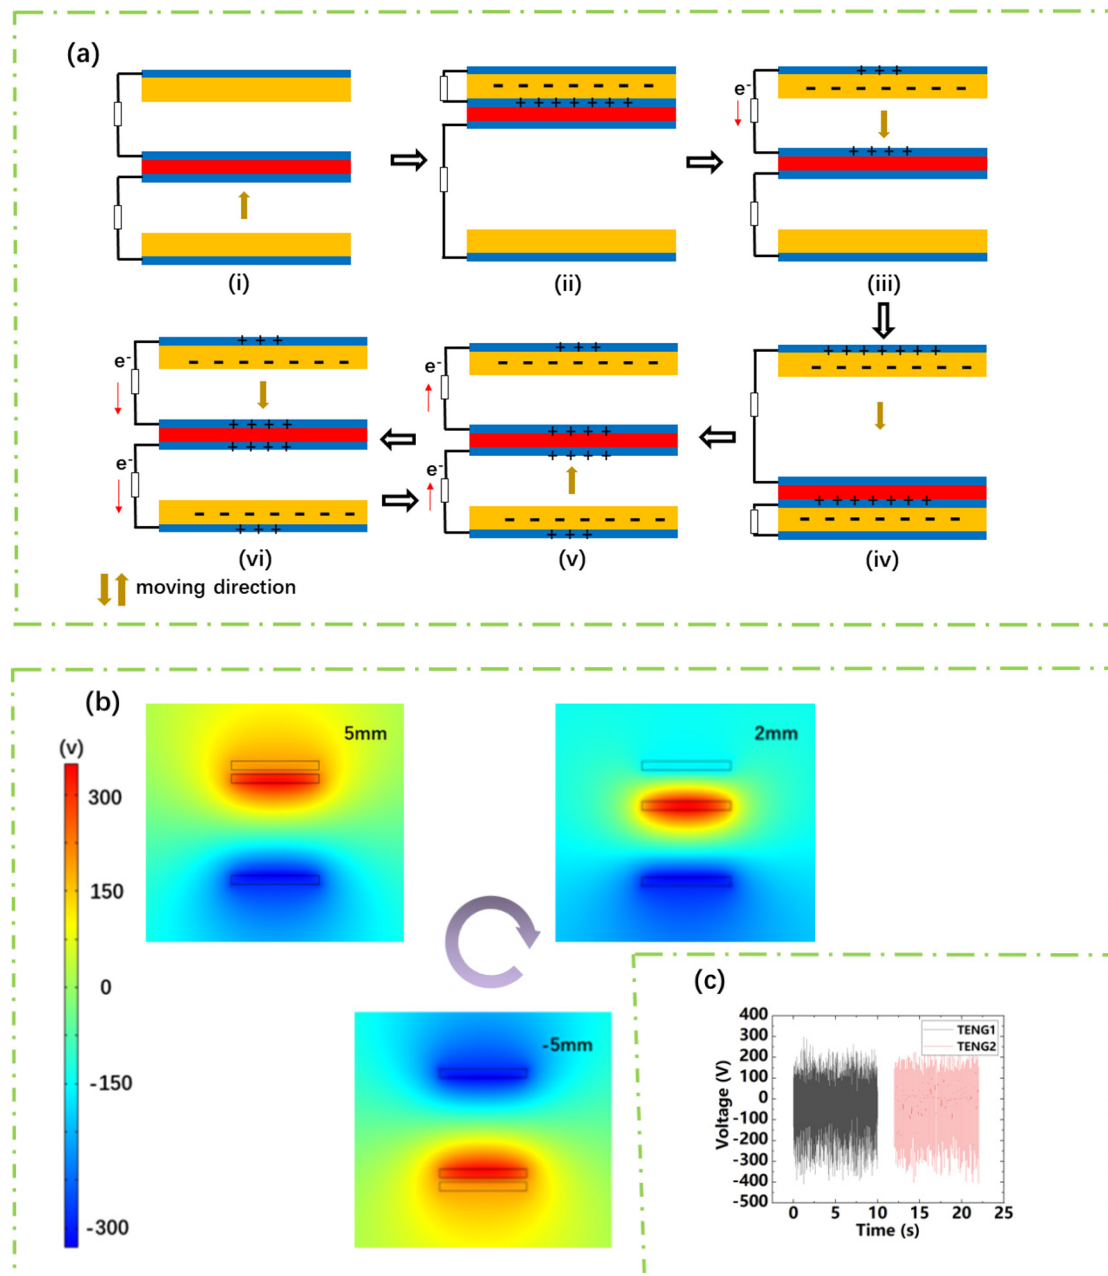 (a)
(i)
(ii)
e-
(iii)
e-
e-
(vi)
e-
e-
(v)
(iv)
moving direction
(b)
(v)
300
150
0
-150
-300
5mm
2mm
-5mm
(c)
Voltage (V)
400
300
200
100
0
-100
-200
-300
-400
-500
TENG1
TENG2
0 5 10 15 20 25
Time (s)